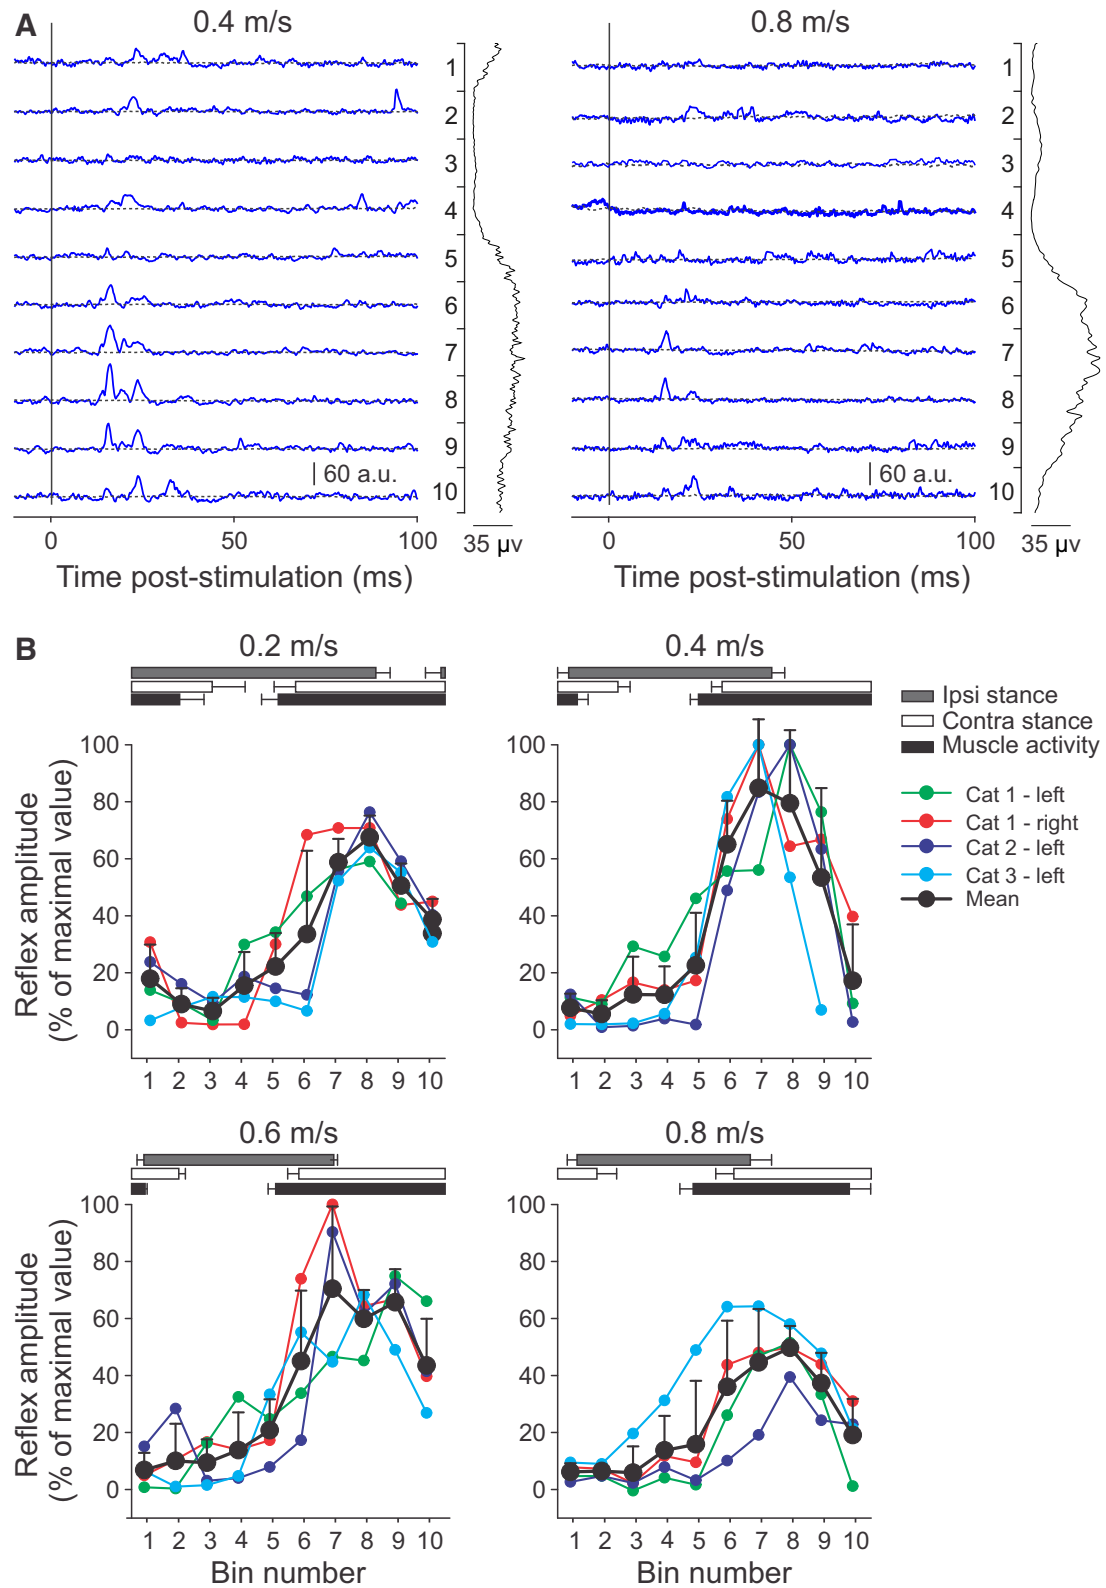 A
0.4 m/s
0.8 m/s
1
2
3
4
5
6
7
8
9
10
60 a.u.
0
50
100
Time post-stimulation (ms)
35 µv
1
2
3
4
5
6
7
8
9
10
60 a.u.
0
50
100
Time post-stimulation (ms)
35 µv
B
0.2 m/s
0.4 m/s
Ipsi stance
Contra stance
Muscle activity
Cat 1 - left
Cat 1 - right
Cat 2 - left
Cat 3 - left
Mean
Reflex amplitude
(% of maximal value)
100
80
60
40
20
0
1 2 3 4 5 6 7 8 9 10
100
80
60
40
20
0
1 2 3 4 5 6 7 8 9 10
0.6 m/s
0.8 m/s
Reflex amplitude
(% of maximal value)
100
80
60
40
20
0
1 2 3 4 5 6 7 8 9 10
Bin number
100
80
60
40
20
0
1 2 3 4 5 6 7 8 9 10
Bin number